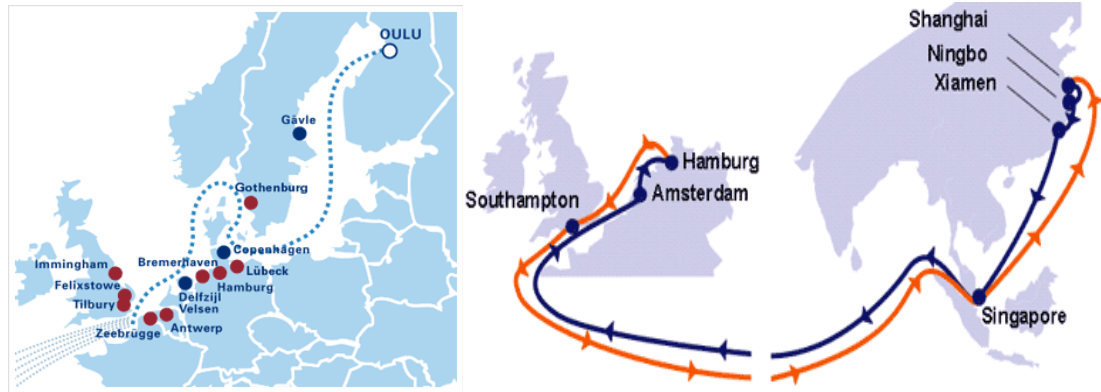 OULU
Gävle
Gothenburg
Copenhagen
Bremerhaven
Lübeck
Hamburg
Immingham
Felixstowe
Tilbury
Delfzijl
Velsen
Antwerp
Zeebrügge
Hamburg
Amsterdam
Southampton
Shanghai
Ningbo
Xiamen
Singapore